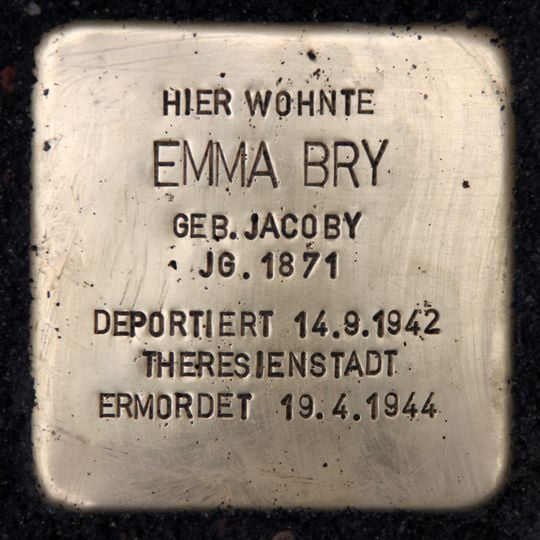 HIER WOHNTE
EMMA BRY
GEB. JACOBY
JG. 1871
DEPORTIERT 14.9.1942
THERESIENSTADT
ERMORDET 19.4.1944